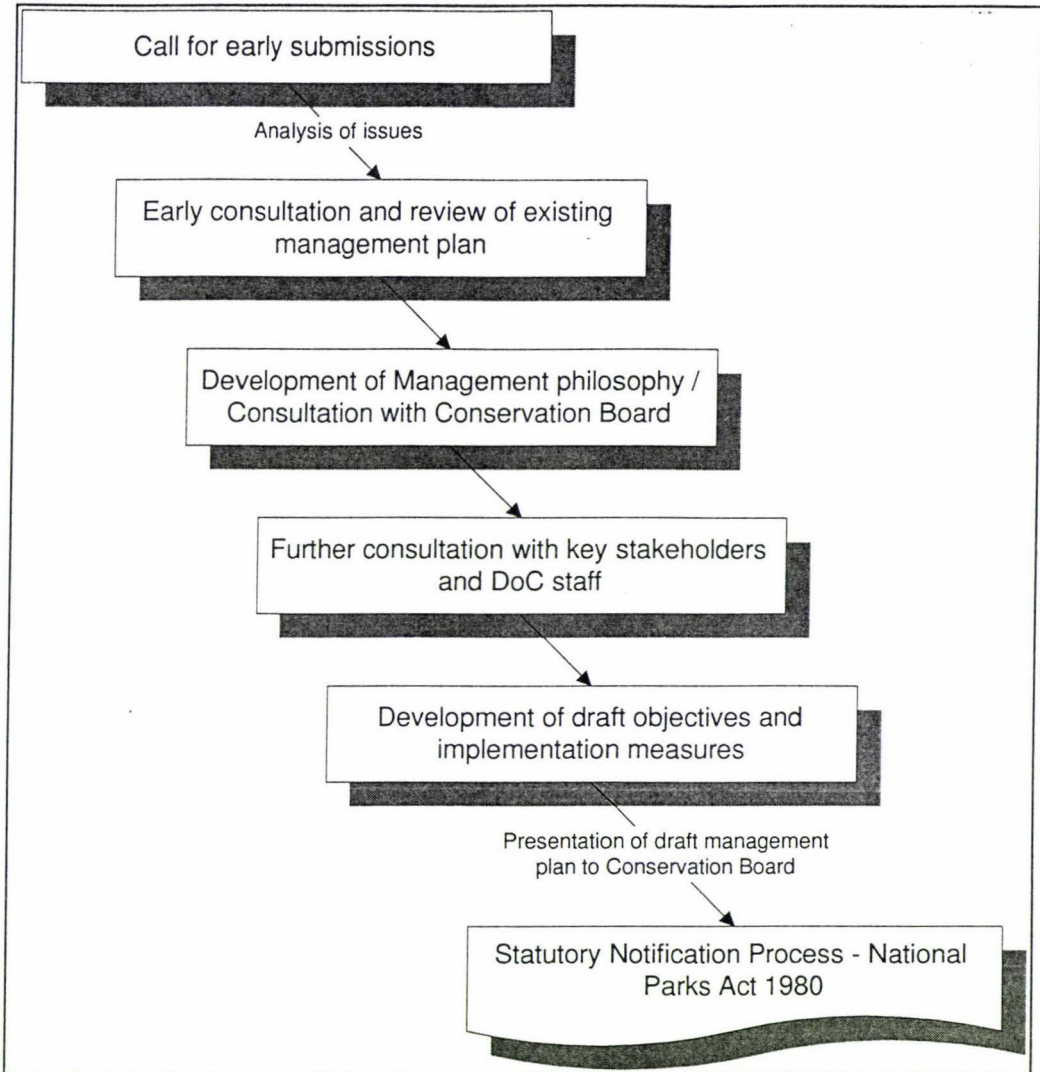 Call for early submissions
Analysis of issues
Early consultation and review of existing
management plan
Development of Management philosophy /
Consultation with Conservation Board
Further consultation with key stakeholders
and DoC staff
Development of draft objectives and
implementation measures
Presentation of draft management
plan to Conservation Board
Statutory Notification Process - National
Parks Act 1980